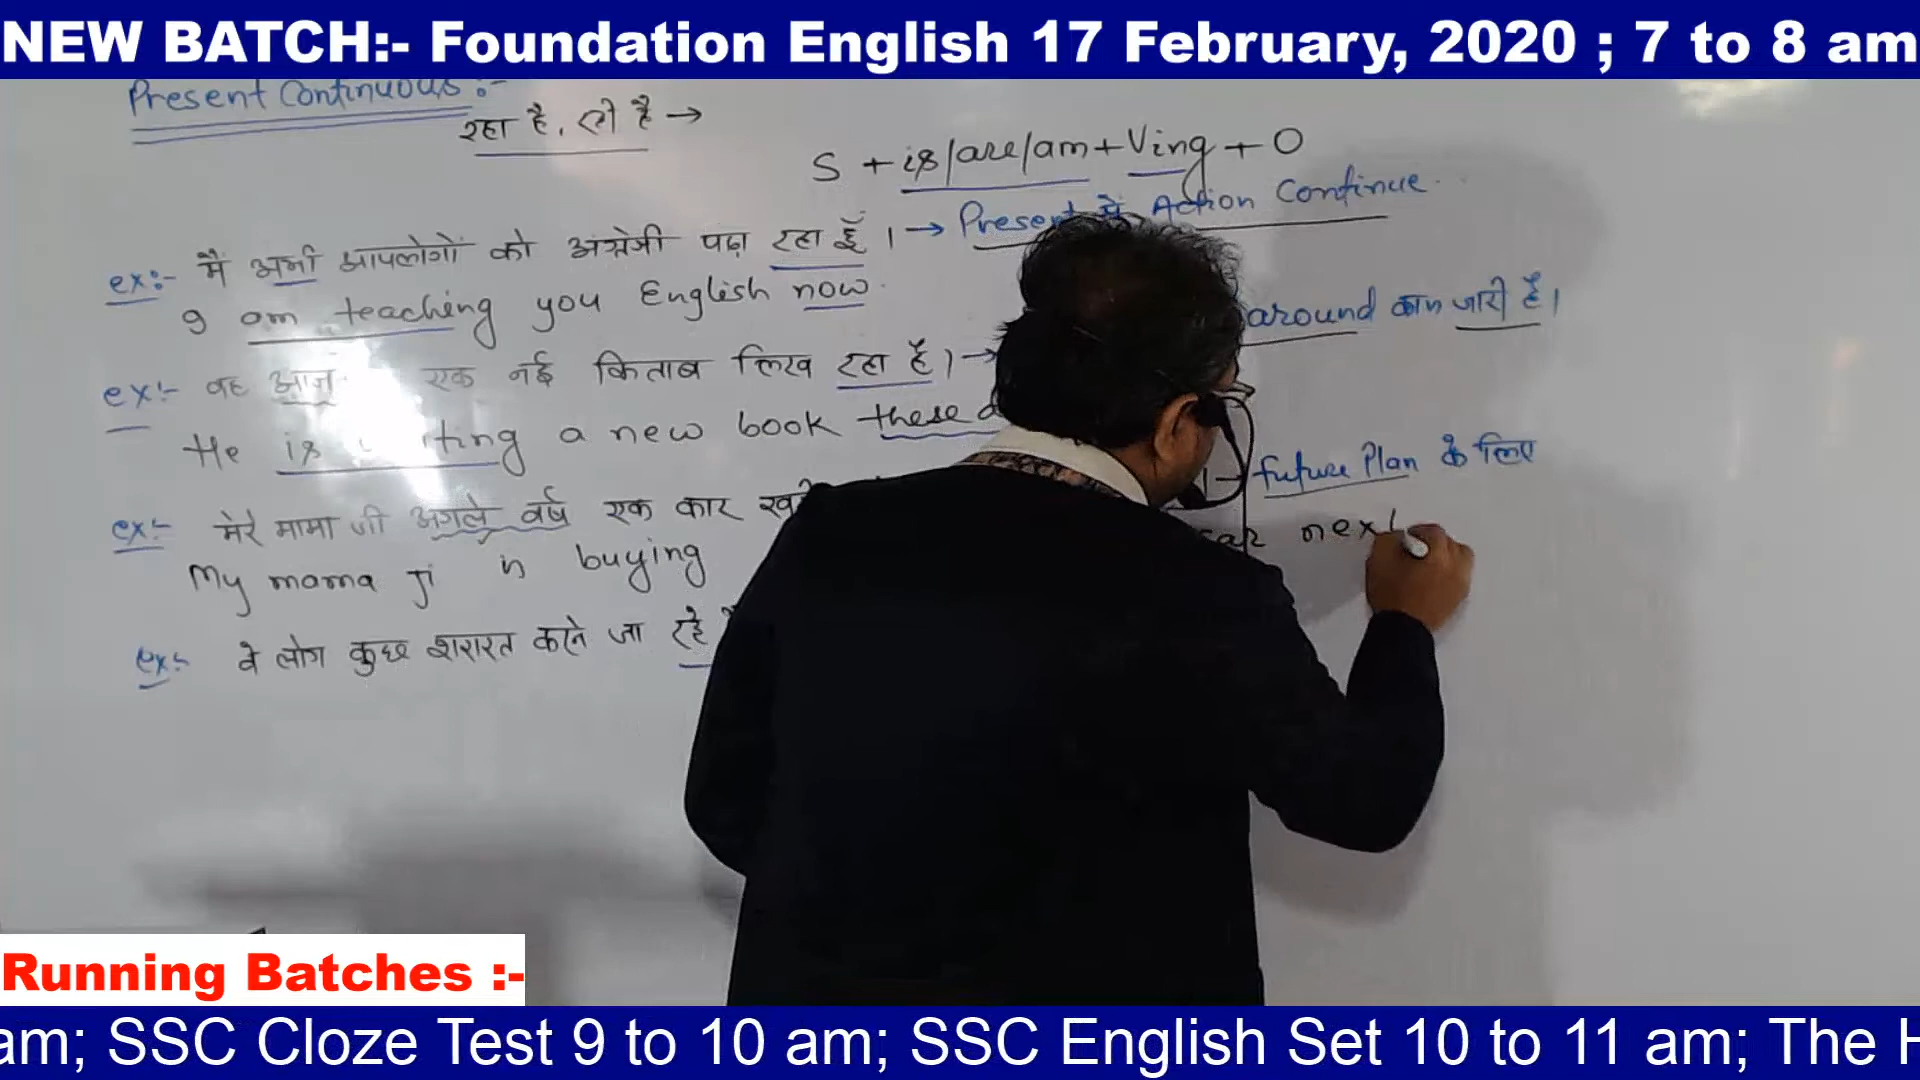 NEW BATCH:- Foundation English 17 February, 2020 ; 7 to 8 am
Present Continuous :-
रहा है, रही है →
S + is/are/am + Ving + O
ex:- मैं अभी आपलोगों को अंग्रेजी पढ़ा रहा हूँ । → Present में Action Continue
I am teaching you English now.
ex:- वह आज एक नई किताब लिख रहा है । → around काम जारी है ।
He is ting a new book these
ex:- मेरे मामा जी अगले वर्ष एक कार → future Plan के लिए
My mama Ji is buying car next
ex:- वे लोग कुछ शरारत करने जा रहे
Running Batches :-
am; SSC Cloze Test 9 to 10 am; SSC English Set 10 to 11 am; The H